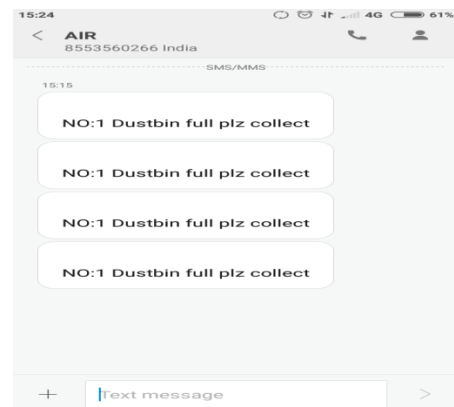 15:24 4G 61%
AIR
8553560266 India
SMS/MMS
15:15
NO:1 Dustbin full plz collect
NO:1 Dustbin full plz collect
NO:1 Dustbin full plz collect
NO:1 Dustbin full plz collect
Text message